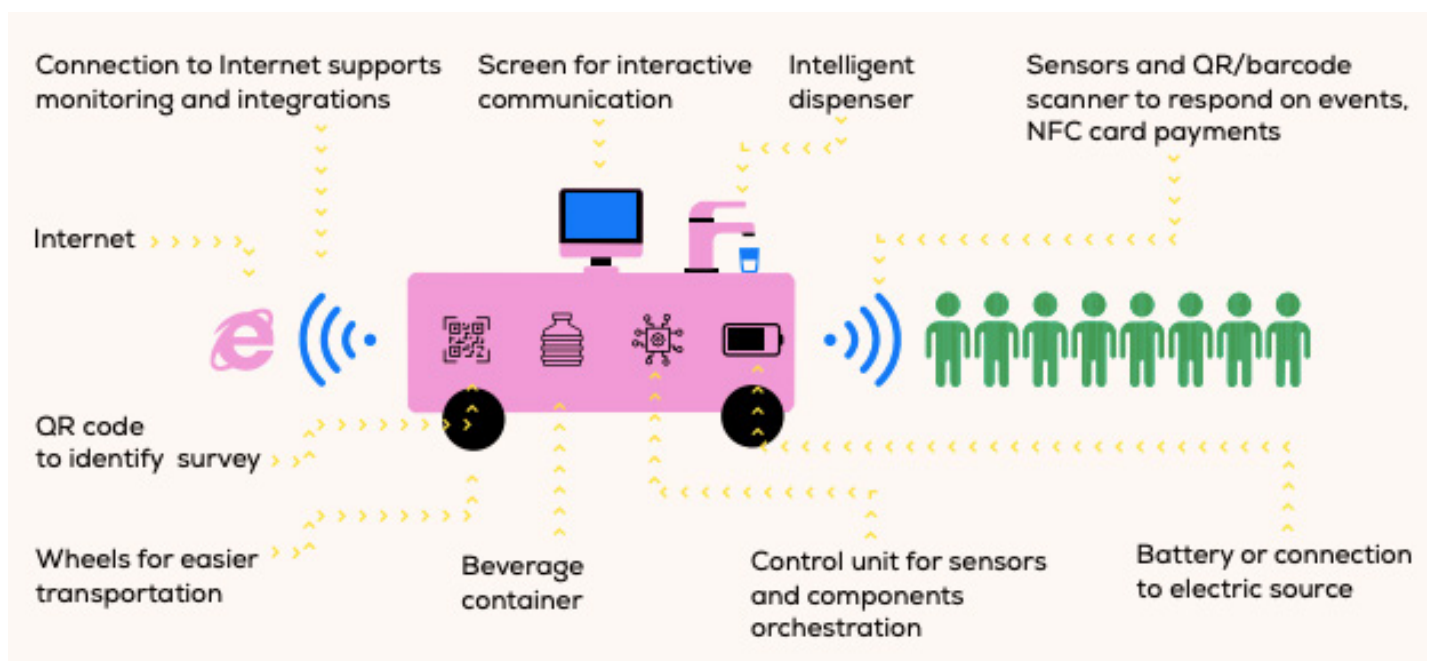 Connection to Internet supports
monitoring and integrations
Screen for interactive
communication
Intelligent
dispenser
Sensors and QR/barcode
scanner to respond on events,
NFC card payments
Internet
QR code
to identify survey
Wheels for easier
transportation
Beverage
container
Control unit for sensors
and components
orchestration
Battery or connection
to electric source